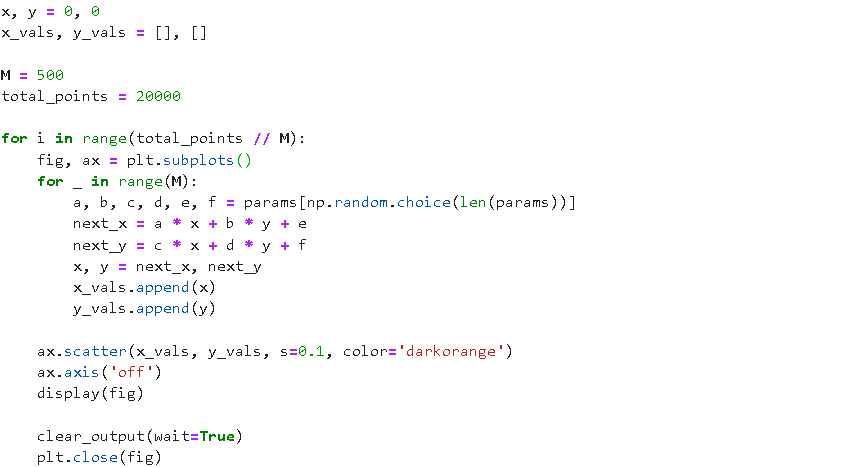 x, y = 0, 0
x_vals, y_vals = [], []

M = 500
total_points = 20000

for i in range(total_points // M):
    fig, ax = plt.subplots()
    for _ in range(M):
        a, b, c, d, e, f = params[np.random.choice(len(params))]
        next_x = a * x + b * y + e
        next_y = c * x + d * y + f
        x, y = next_x, next_y
        x_vals.append(x)
        y_vals.append(y)

    ax.scatter(x_vals, y_vals, s=0.1, color='darkorange')
    ax.axis('off')
    display(fig)

    clear_output(wait=True)
    plt.close(fig)